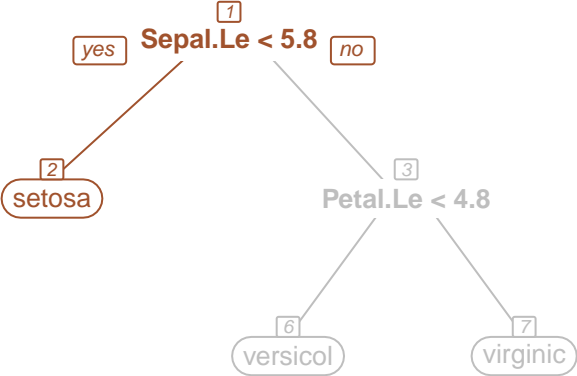 1
yes Sepal.Le < 5.8 no
2 3
setosa Petal.Le < 4.8
6 7
versicol virginic